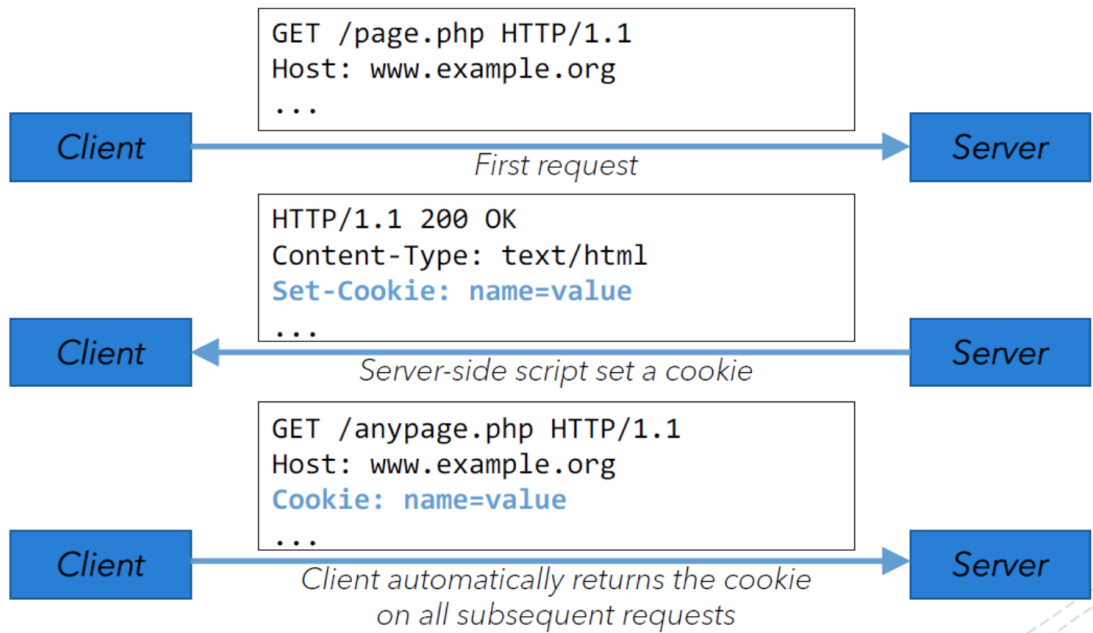 GET /page.php HTTP/1.1
Host: www.example.org
...
Client
Server
First request
HTTP/1.1 200 OK
Content-Type: text/html
Set-Cookie: name=value
...
Client
Server
Server-side script set a cookie
GET /anypage.php HTTP/1.1
Host: www.example.org
Cookie: name=value
...
Client
Server
Client automatically returns the cookie
on all subsequent requests